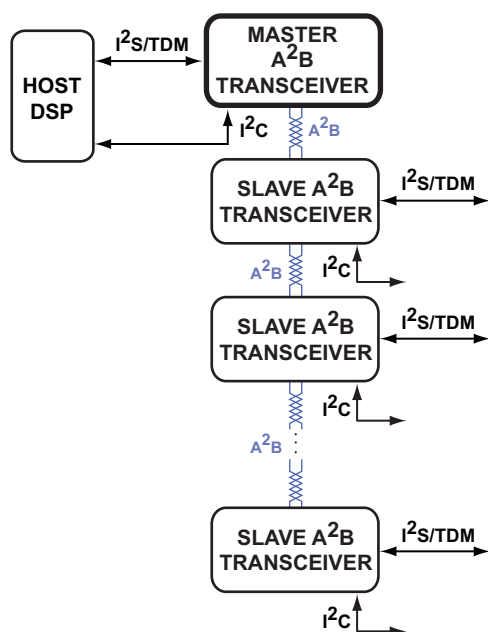 I²S/TDM
MASTER
A²B
TRANSCEIVER
HOST
DSP
I²C
A²B
SLAVE A²B
TRANSCEIVER
I²S/TDM
I²C
A²B
SLAVE A²B
TRANSCEIVER
I²S/TDM
I²C
A²B
SLAVE A²B
TRANSCEIVER
I²S/TDM
I²C